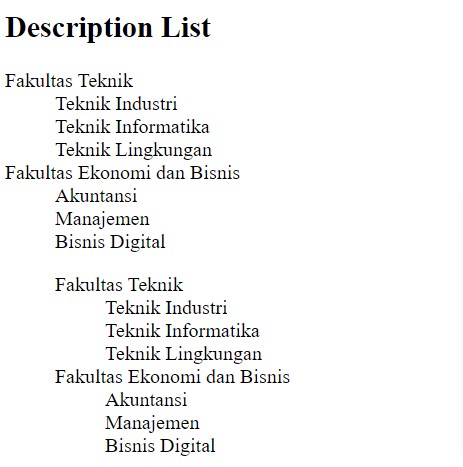 Description List
Fakultas Teknik
Teknik Industri
Teknik Informatika
Teknik Lingkungan
Fakultas Ekonomi dan Bisnis
Akuntansi
Manajemen
Bisnis Digital
Fakultas Teknik
Teknik Industri
Teknik Informatika
Teknik Lingkungan
Fakultas Ekonomi dan Bisnis
Akuntansi
Manajemen
Bisnis Digital